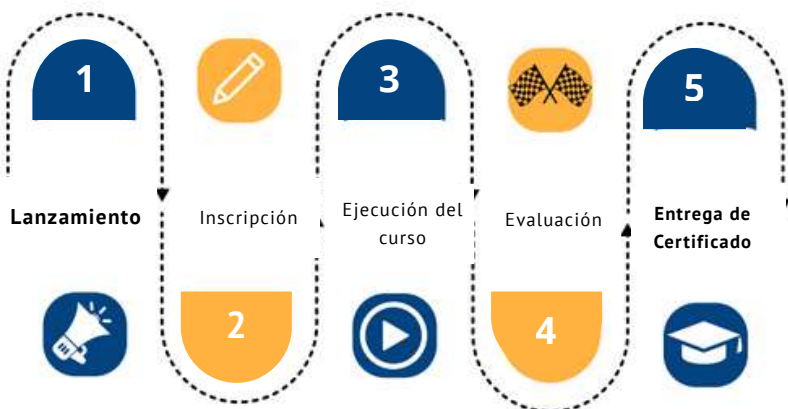 1
Lanzamiento
2
Inscripción
3
Ejecución del
curso
4
Evaluación
5
Entrega de
Certificado